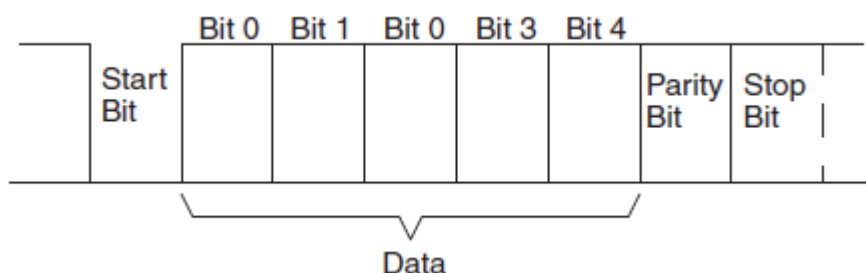 Bit 0 Bit 1 Bit 0 Bit 3 Bit 4
Start
Bit
Parity
Bit
Stop
Bit
Data